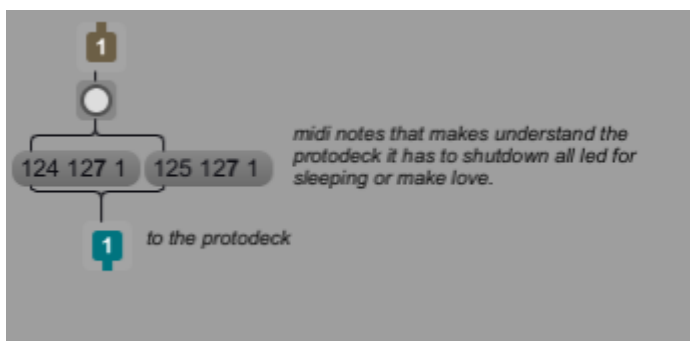 1
midi notes that makes understand the
124 127 1 125 127 1 protodeck it has to shutdown all led for
sleeping or make love.
1 to the protodeck